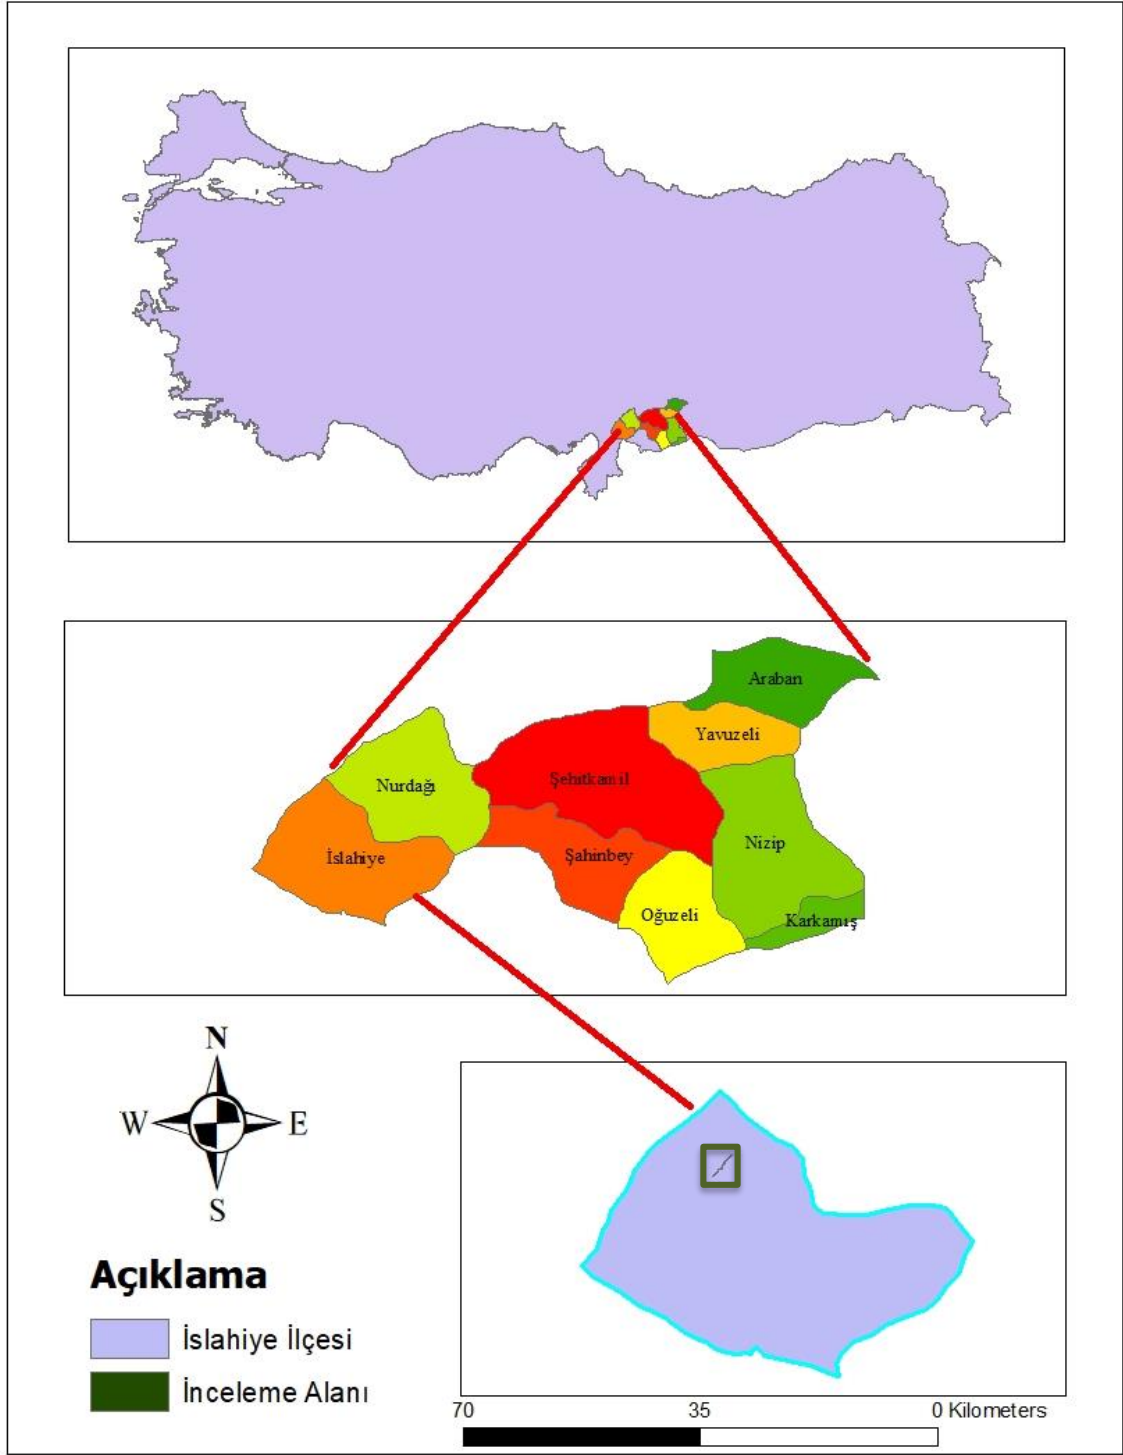 Araban
Yavuzeli
Nurdağı
Şehitkamil
Nizip
İslahiye
Şahinbey
Oğuzeli
Karkamış
N
W
E
S
Açıklama
İslahiye İlçesi
İnceleme Alanı
70 35 0 Kilometers